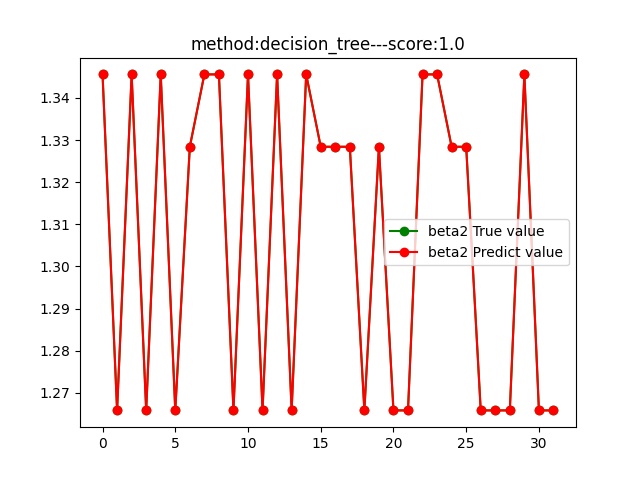 method:decision_tree---score:1.0
1.34
1.33
1.32
1.31
1.30
1.29
1.28
1.27
beta2 True value
beta2 Predict value
0 5 10 15 20 25 30